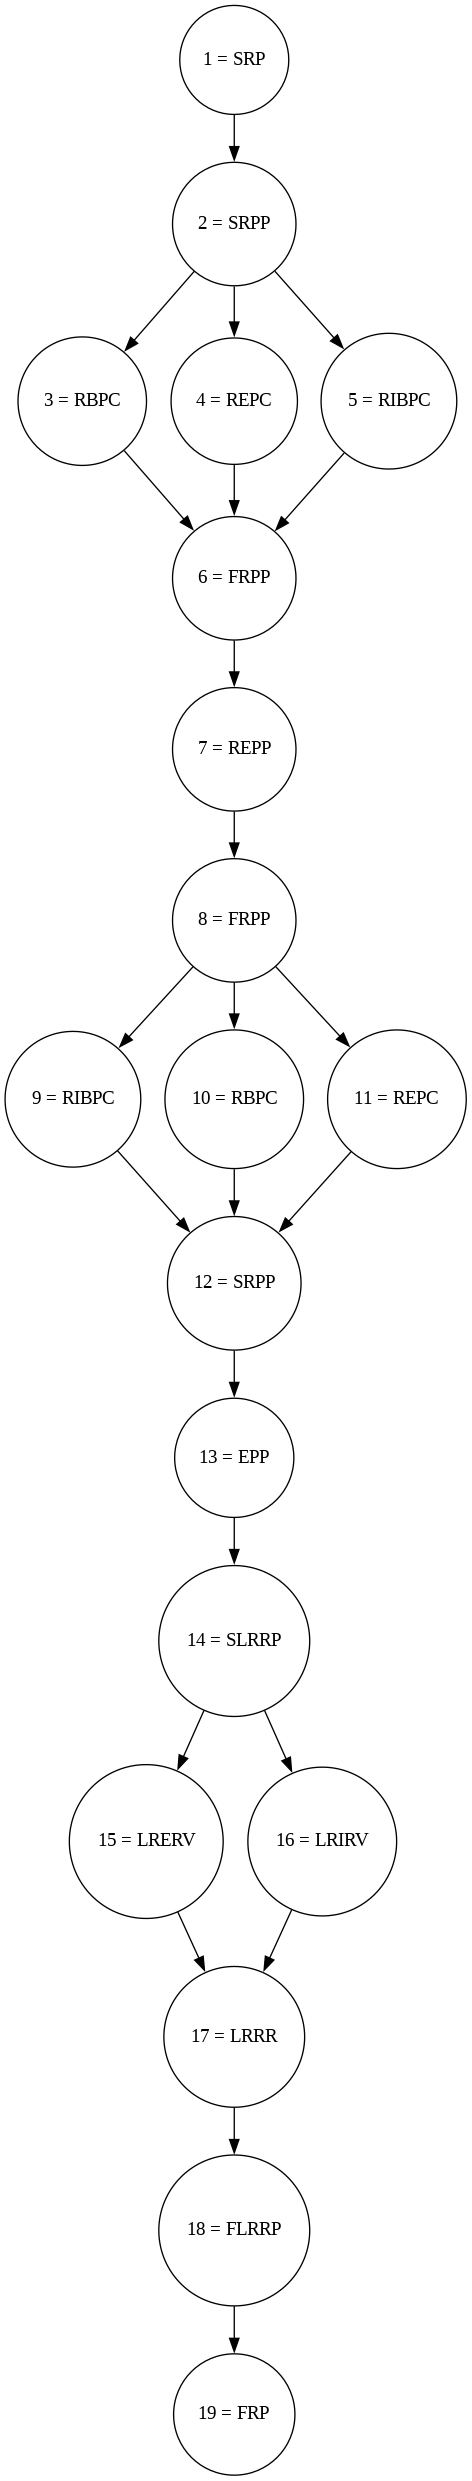 1 = SRP
2 = SRPP
3 = RBPC
4 = REPC
5 = RIBPC
6 = FRPP
7 = REPP
8 = FRPP
9 = RIBPC
10 = RBPC
11 = REPC
12 = SRPP
13 = EPP
14 = SLRRP
15 = LRERV
16 = LRIRV
17 = LRRR
18 = FLRRP
19 = FRP